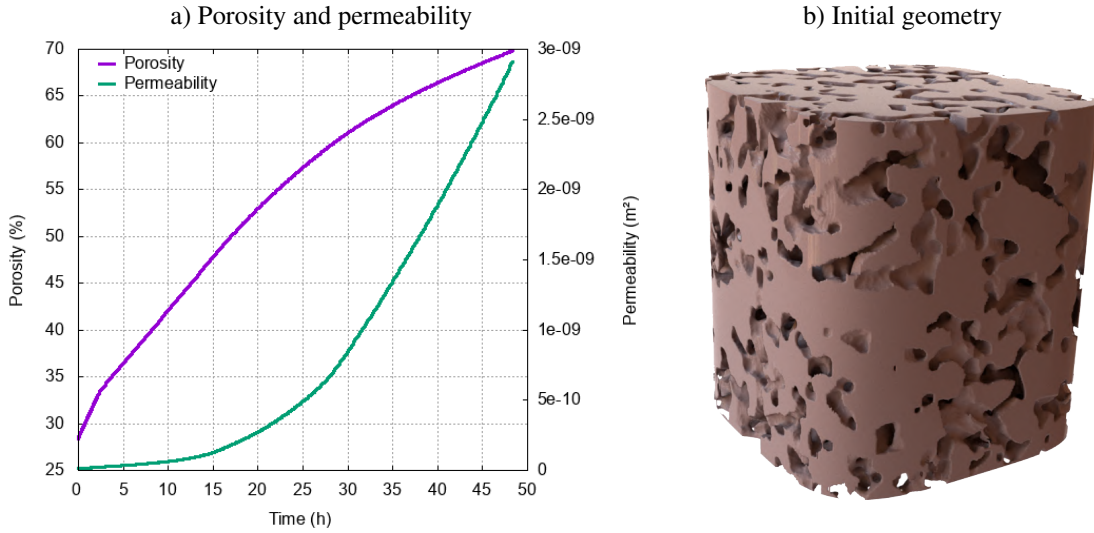 a) Porosity and permeability
b) Initial geometry
Porosity
Permeability
70
65
60
55
50
45
40
35
30
25
Porosity (%)
3e-09
2.5e-09
2e-09
1.5e-09
1e-09
5e-10
0
Permeability (m²)
0 5 10 15 20 25 30 35 40 45 50
Time (h)